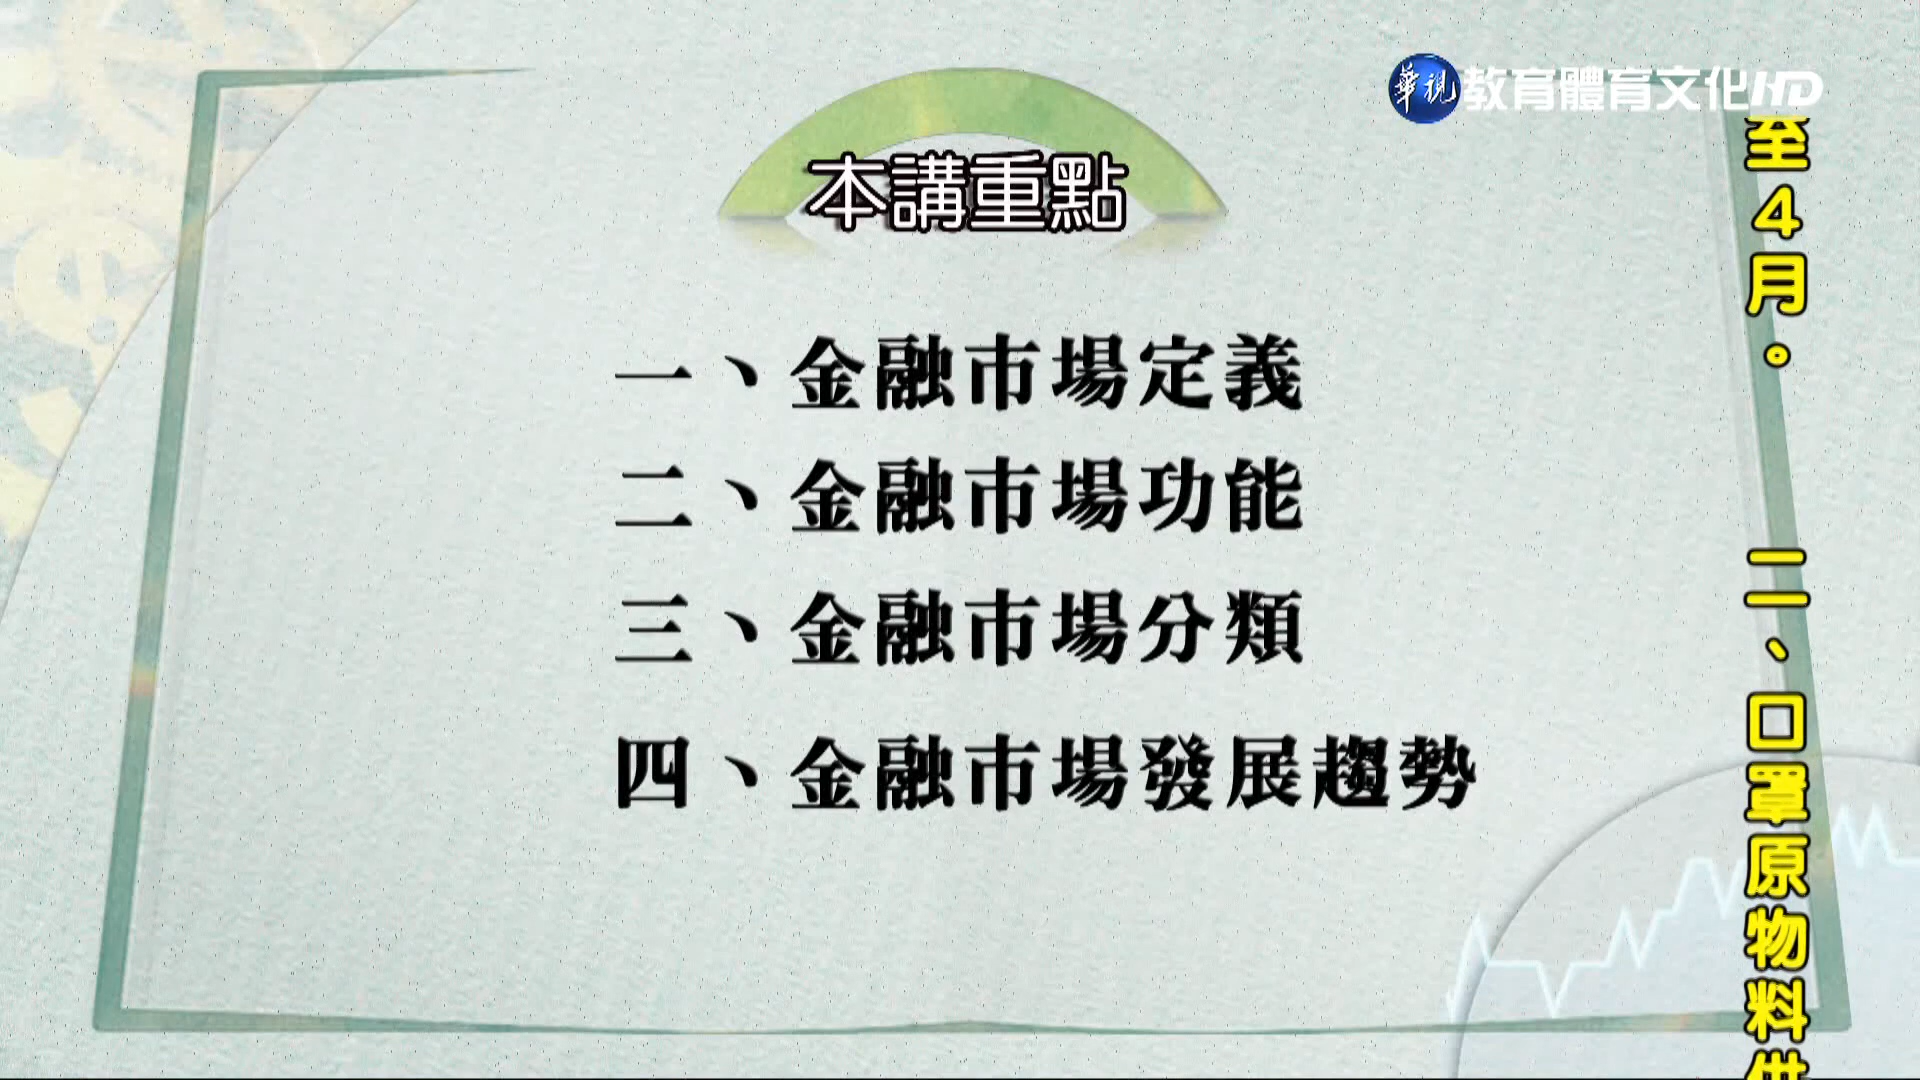 華視 教育體育文化HD
本講重點
一、金融市場定義
二、金融市場功能
三、金融市場分類
四、金融市場發展趨勢
至4月。 二、口罩原物料供